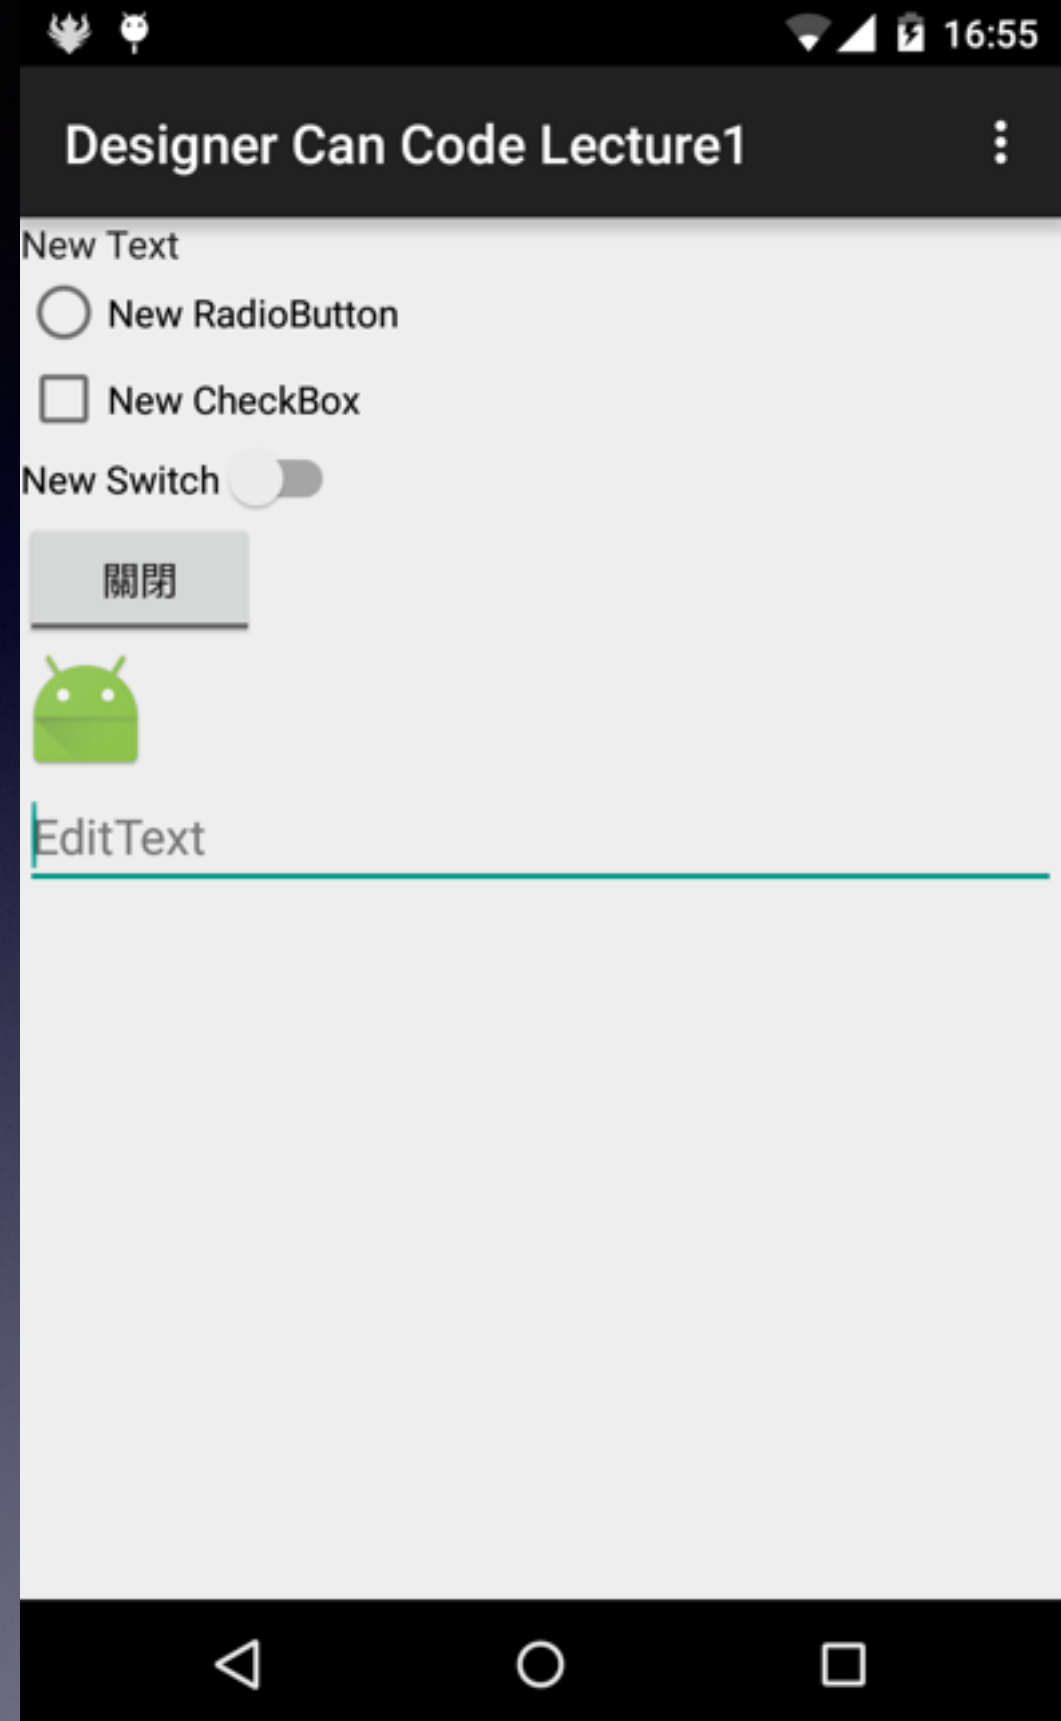 16:55
Designer Can Code Lecture1
New Text
New RadioButton
New CheckBox
New Switch
關閉
EditText